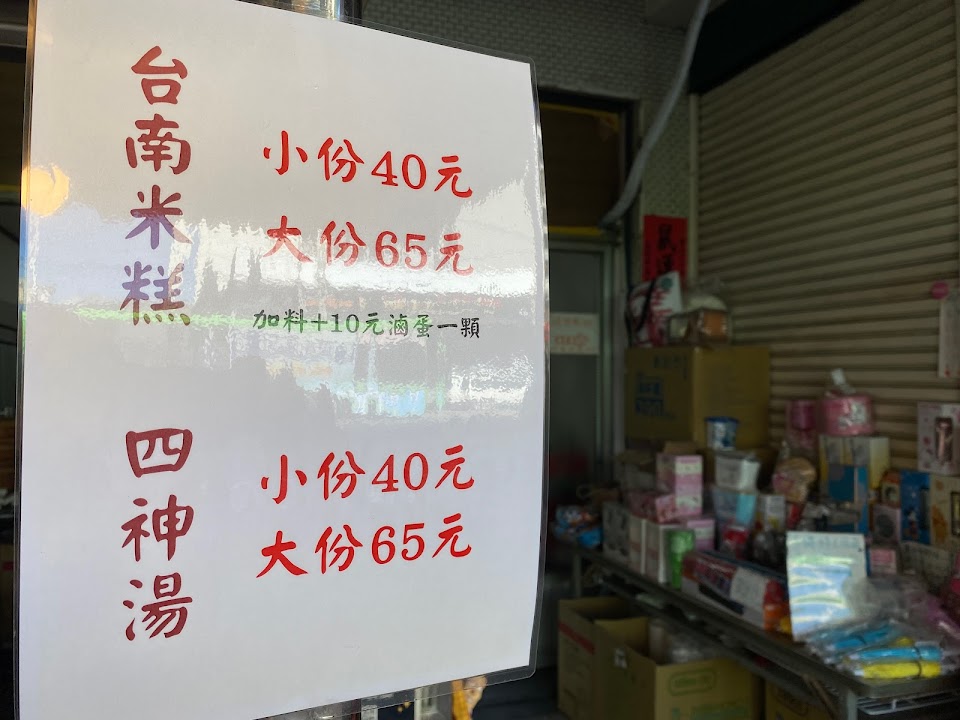 台南米糕
小份40元
大份65元
加料+10元滷蛋一顆
四神湯
小份40元
大份65元